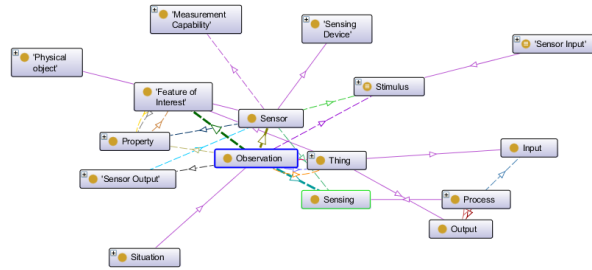 'Measurement
Capability'
'Sensing
Device'
'Sensor Input'
'Physical
object'
'Feature of
Interest'
Stimulus
Sensor
Property
Input
Observation
Thing
'Sensor Output'
Sensing
Process
Output
Situation